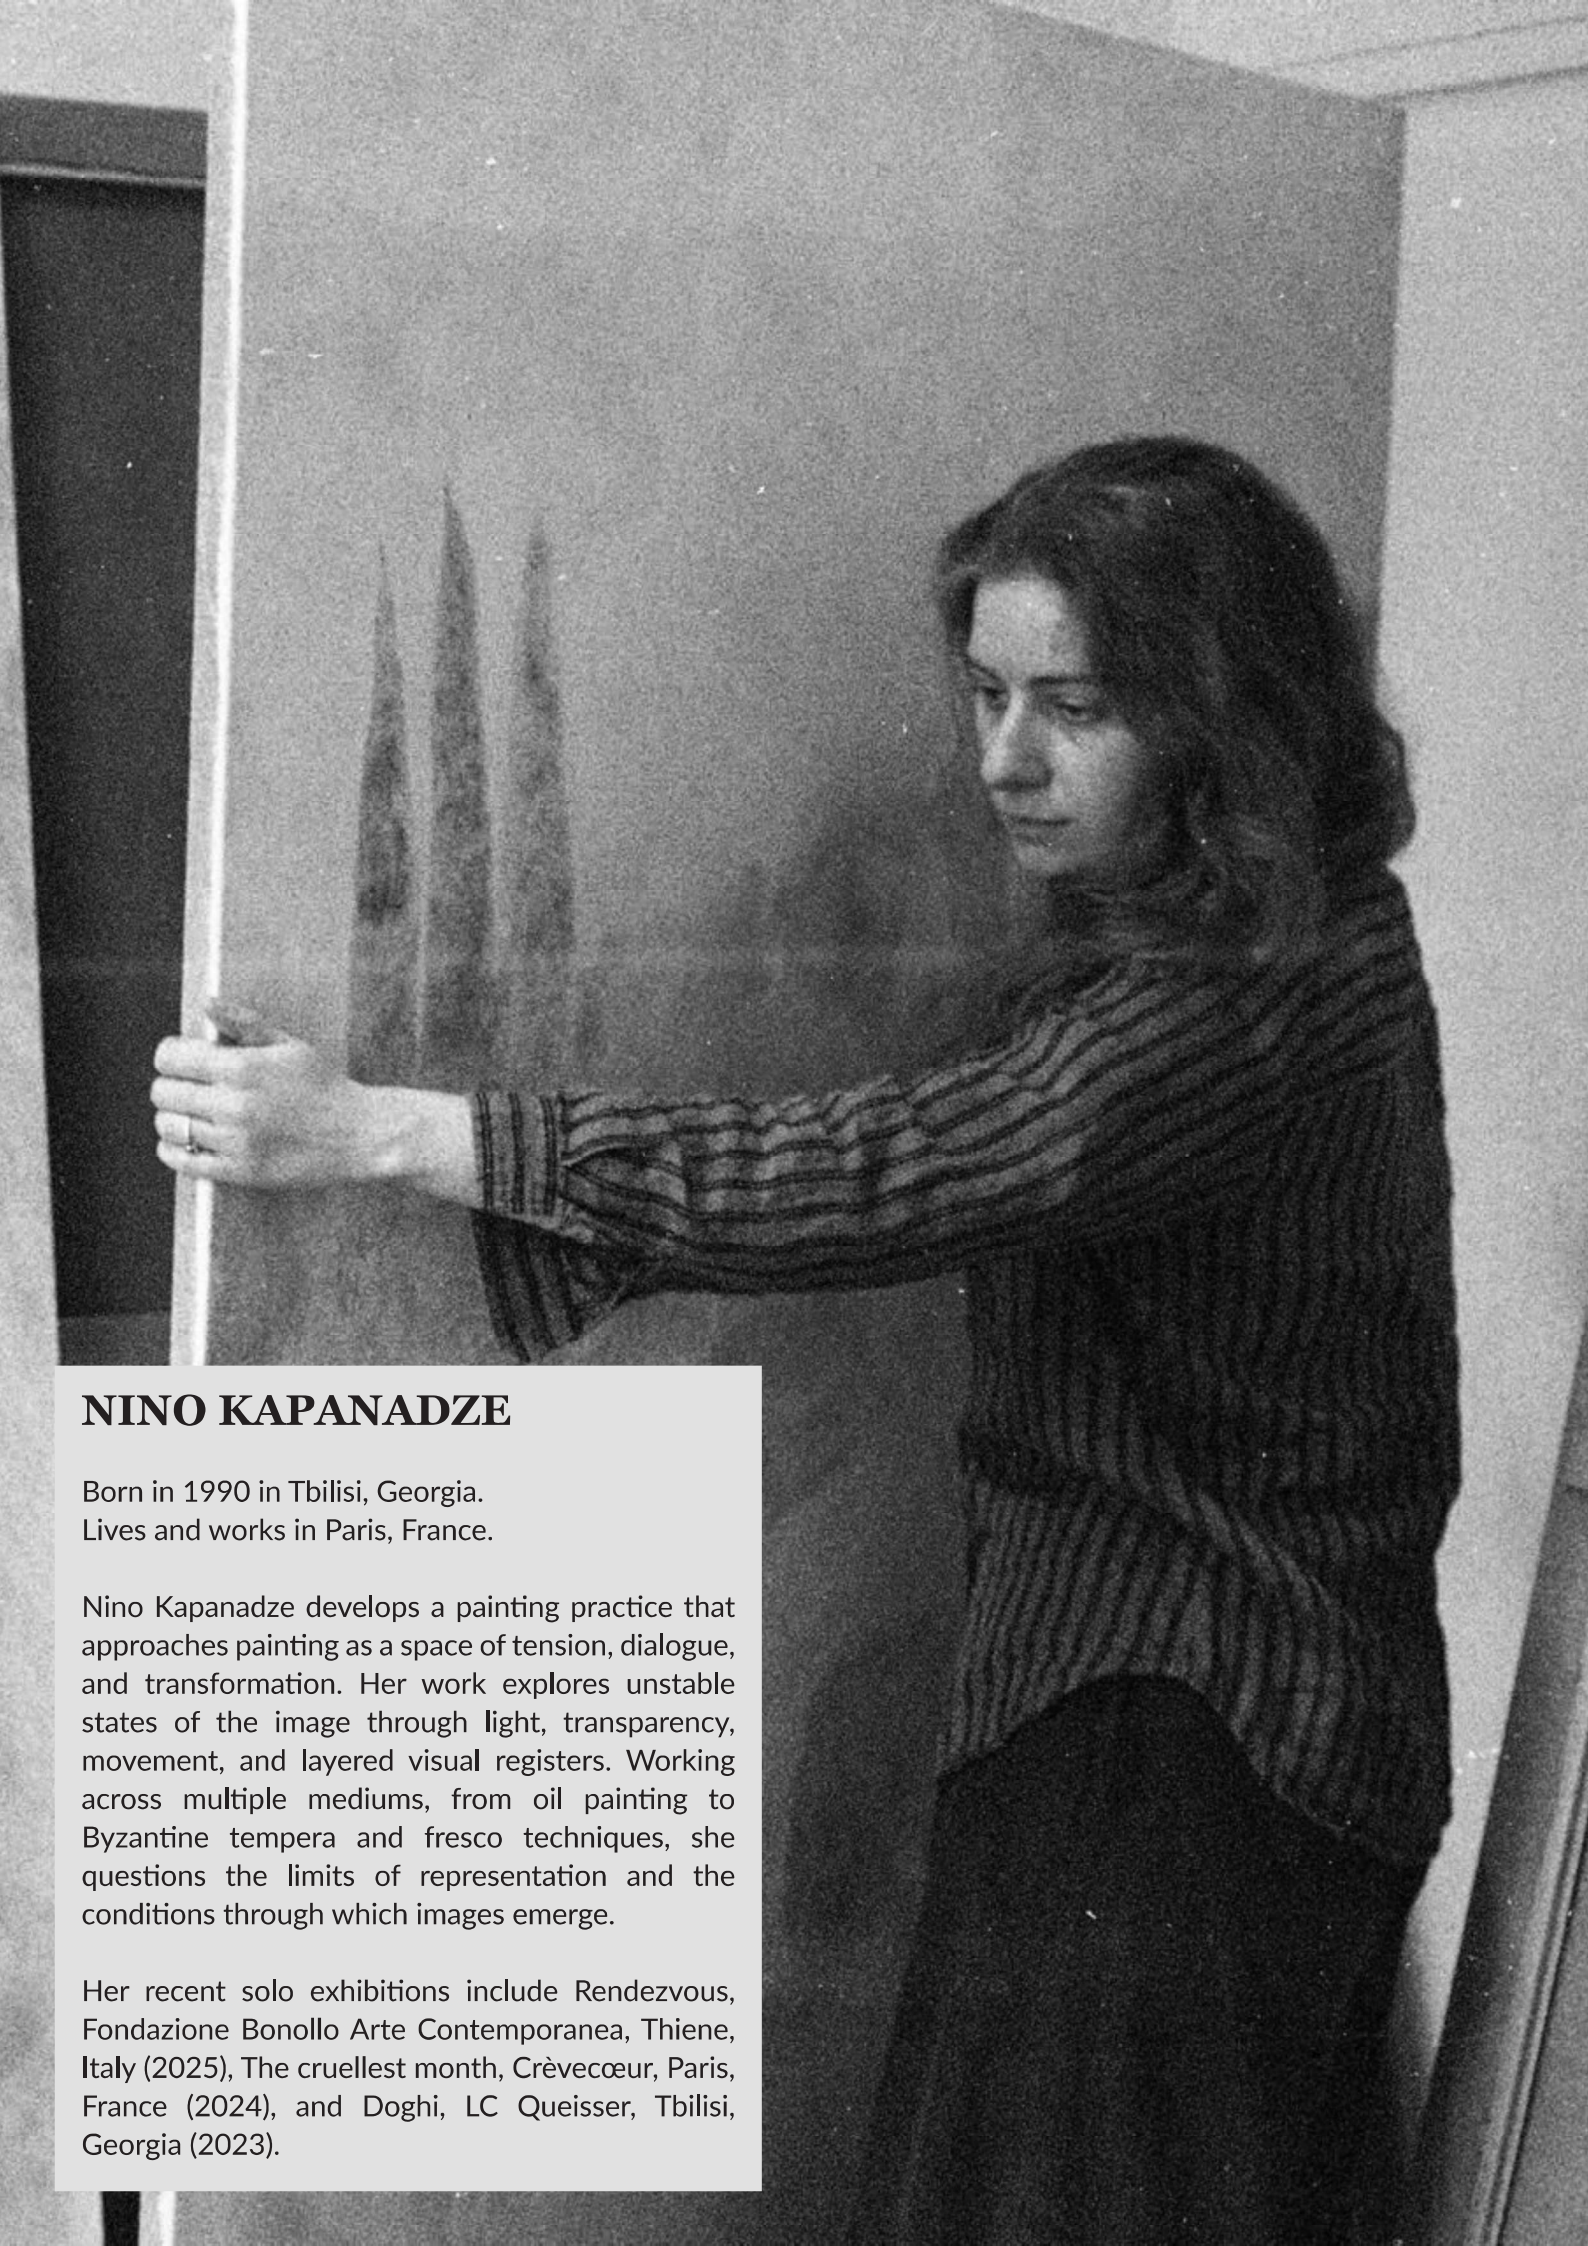 NINO KAPANADZE
Born in 1990 in Tbilisi, Georgia.
Lives and works in Paris, France.
Nino Kapanadze develops a painting practice that
approaches painting as a space of tension, dialogue,
and transformation. Her work explores unstable
states of the image through light, transparency,
movement, and layered visual registers. Working
across multiple mediums, from oil painting to
Byzantine tempera and fresco techniques, she
questions the limits of representation and the
conditions through which images emerge.
Her recent solo exhibitions include Rendezvous,
Fondazione Bonollo Arte Contemporanea, Thiene,
Italy (2025), The cruellest month, Crèvecœur, Paris,
France (2024), and Doghi, LC Queisser, Tbilisi,
Georgia (2023).